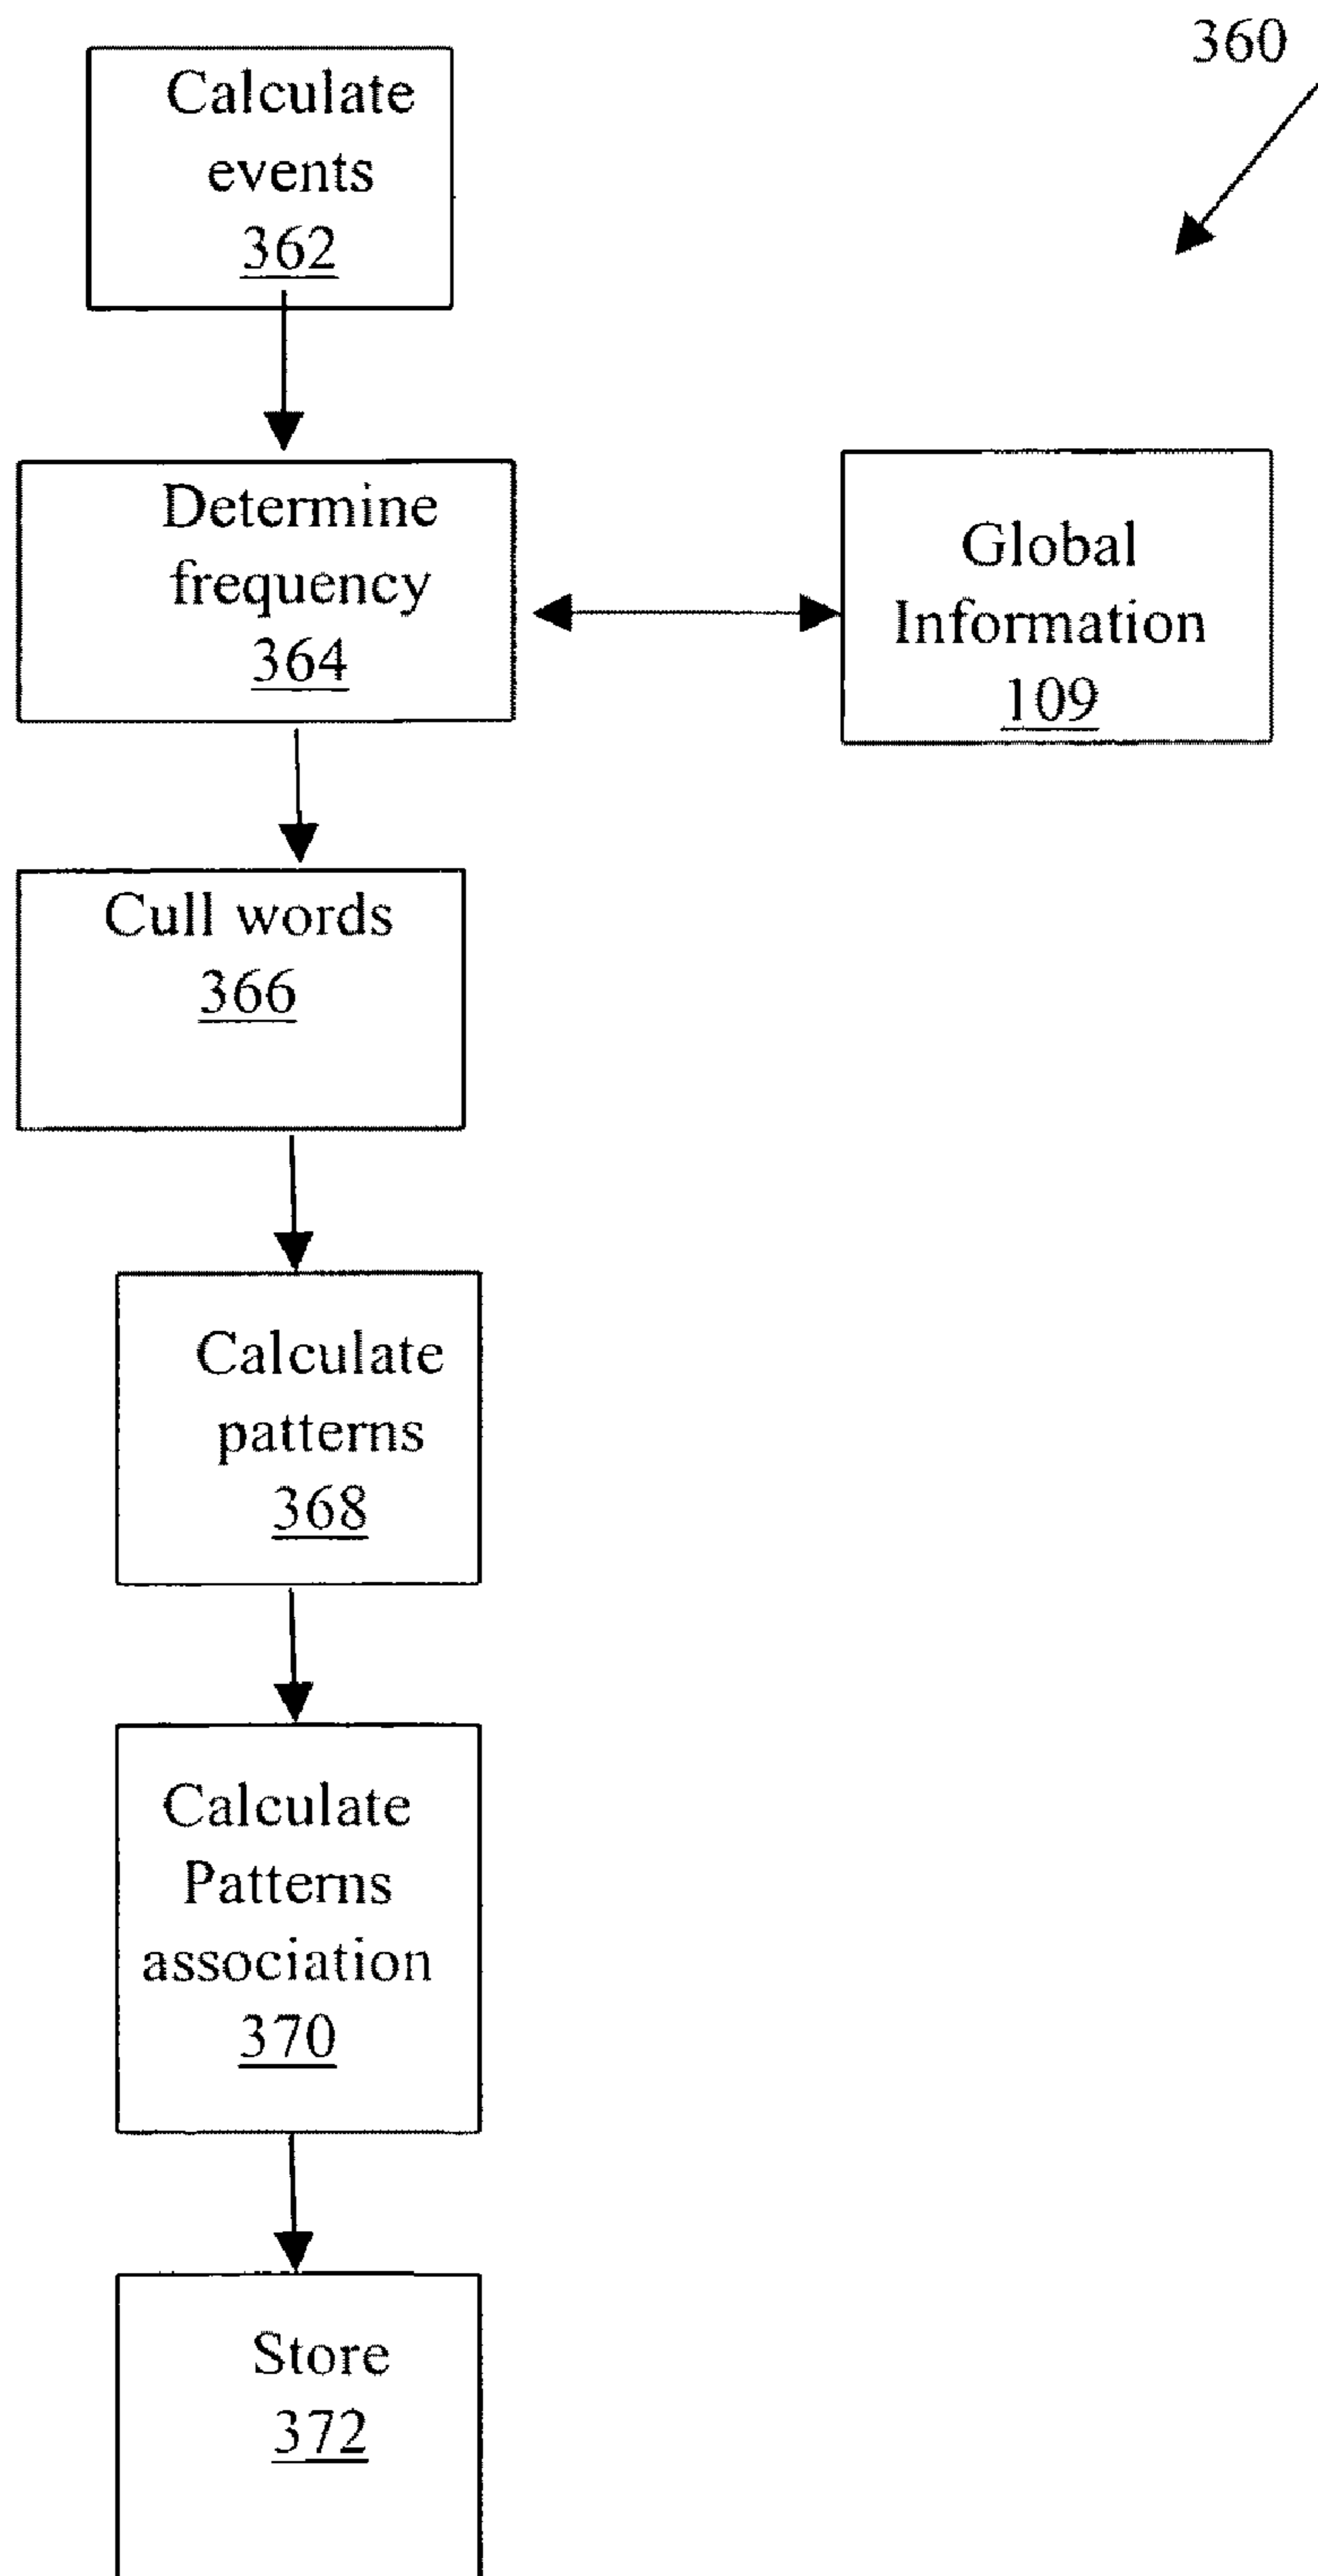 360
Calculate
events
362
Determine
frequency
364
Global
Information
109
Cull words
366
Calculate
patterns
368
Calculate
Patterns
association
370
Store
372